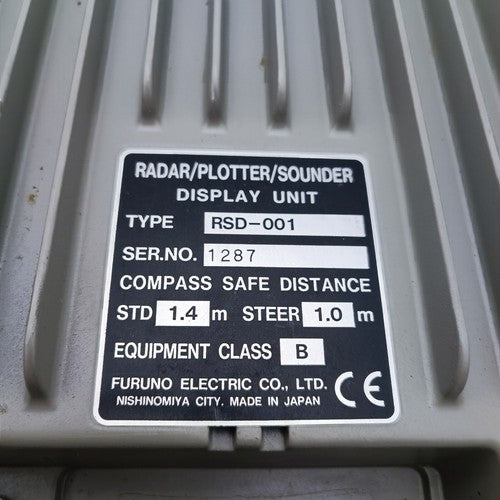 RADAR/PLOTTER/SOUNDER
DISPLAY UNIT
TYPE RSD-001
SER.NO. 1287
COMPASS SAFE DISTANCE
STD 1.4 m STEER 1.0 m
EQUIPMENT CLASS B
FURUNO ELECTRIC CO., LTD.
NISHINOMIYA CITY. MADE IN JAPAN
CE